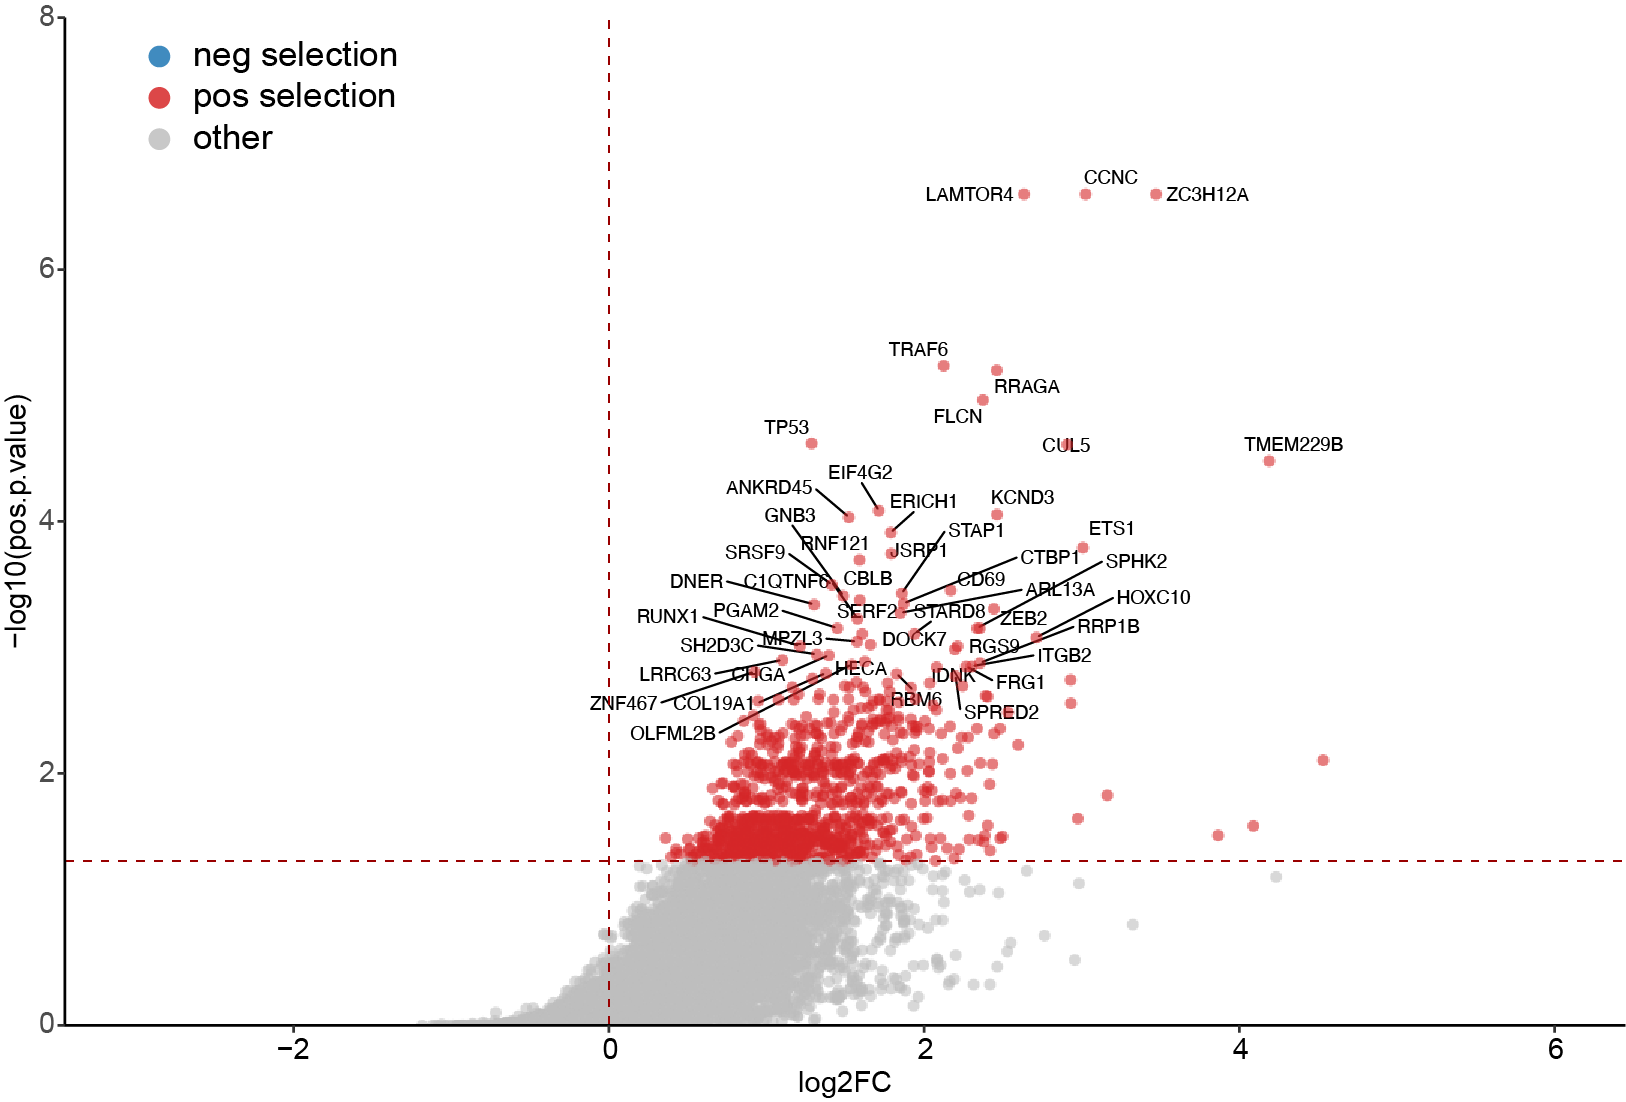 8
neg selection
pos selection
other
CCNC
LAMTOR4
ZC3H12A
6
TRAF6
RRAGA
FLCN
TP53
CUL5
TMEM229B
EIF4G2
ANKRD45
ERICH1
KCND3
GNB3
4
STAP1
ETS1
RNF121
JSRP1
SRSF9
CTBP1
SPHK2
DNER
C1QTNF6
CBLB
CD69
ARL13A
HOXC10
PGAM2
SERF2
STARD8
RUNX1
ZEB2
RRP1B
MPZL3
DOCK7
SH2D3C
RGS9
ITGB2
LRRC63
CHGA
HECA
IDNK
FRG1
ZNF467
COL19A1
RBM6
SPRED2
OLFML2B
2
0
−log10(pos.p.value)
−2
0
2
4
6
log2FC